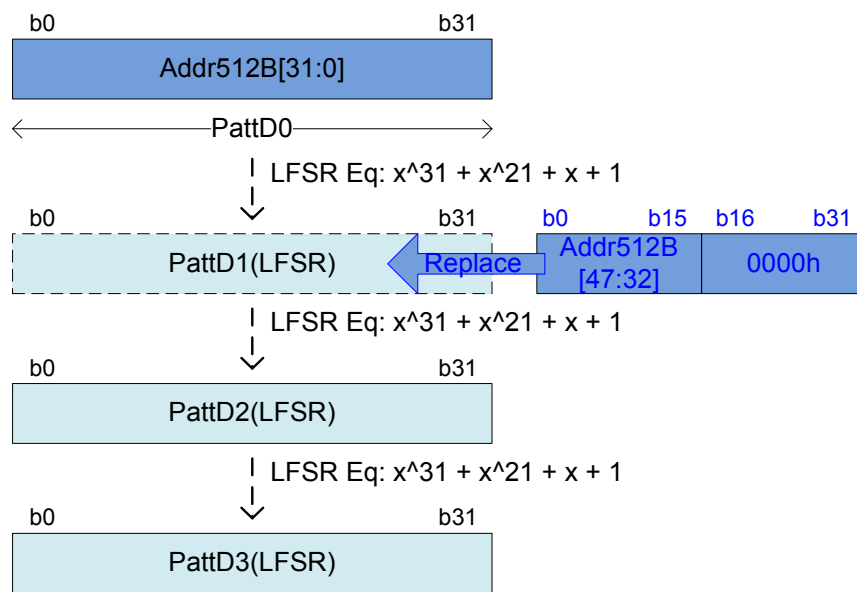 b0 b31
Addr512B[31:0]
PattD0
LFSR Eq: x^31 + x^21 + x + 1
b0 b31 b0 b15 b16 b31
PattD1(LFSR) Replace Addr512B 0000h
[47:32]
LFSR Eq: x^31 + x^21 + x + 1
b0 b31
PattD2(LFSR)
LFSR Eq: x^31 + x^21 + x + 1
b0 b31
PattD3(LFSR)